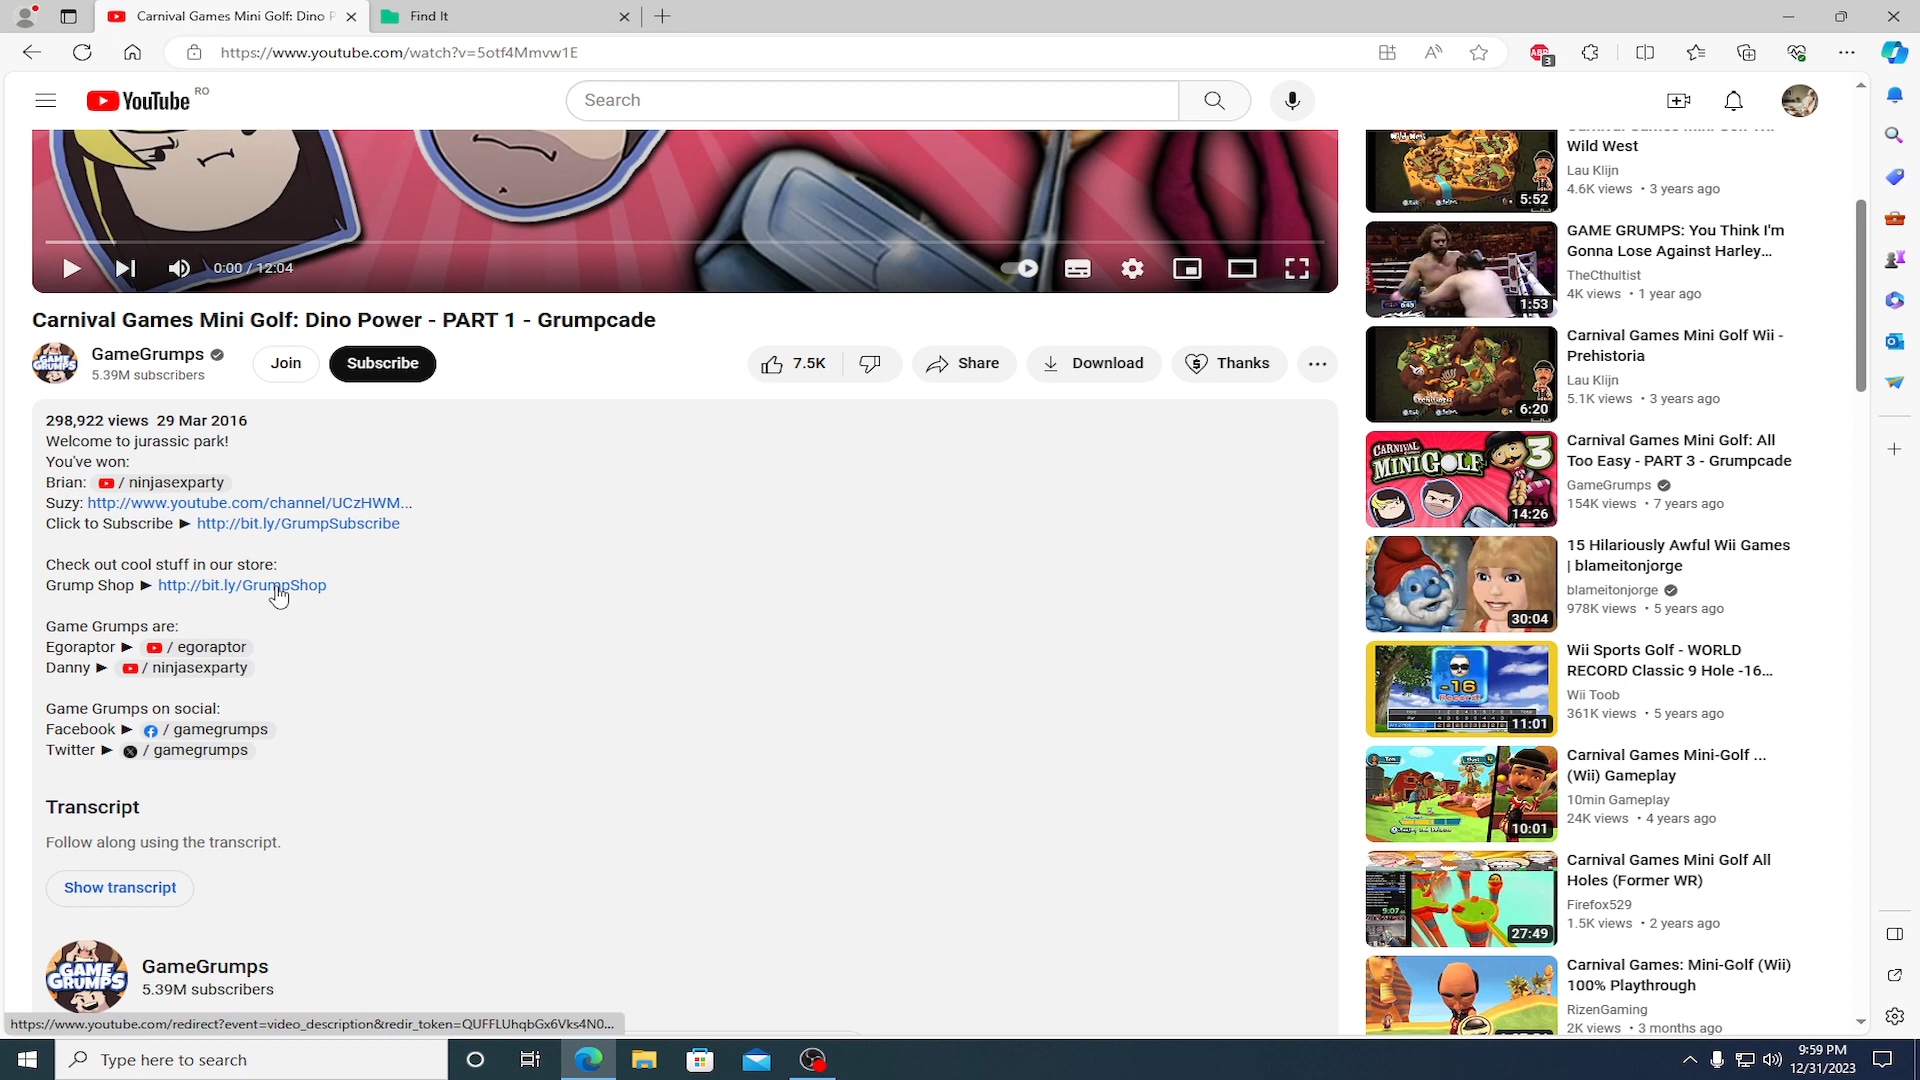 Carnival Games Mini Golf: Dino P
Find It
https://www.youtube.com/watch?v=5otf4Mmvw1E
ABP
3
YouTube RO
Search
0:00 / 12:04
Carnival Games Mini Golf: Dino Power - PART 1 - Grumpcade
GameGrumps
5.39M subscribers
Join
Subscribe
7.5K
Share
Download
Thanks
298,922 views 29 Mar 2016
Welcome to jurassic park!
You've won:
Brian: / ninjasexparty
Suzy: http://www.youtube.com/channel/UCzHWM...
Click to Subscribe ► http://bit.ly/GrumpSubscribe
Check out cool stuff in our store:
Grump Shop ► http://bit.ly/GrumpShop
Game Grumps are:
Egoraptor ► / egoraptor
Danny ► / ninjasexparty
Game Grumps on social:
Facebook ► / gamegrumps
Twitter ► / gamegrumps
Transcript
Follow along using the transcript.
Show transcript
GAME GRUMPS
GameGrumps
5.39M subscribers
https://www.youtube.com/redirect?event=video_description&redir_token=QUFFLUhqbGx6Vks4N0...
Wild West
Lau Klijn
4.6K views • 3 years ago
5:52
GAME GRUMPS: You Think I'm
Gonna Lose Against Harley...
TheCthultist
4K views • 1 year ago
1:53
Carnival Games Mini Golf Wii -
Prehistoria
Lau Klijn
5.1K views • 3 years ago
6:20
CARNIVAL
MINI GOLF 3
14:26
Carnival Games Mini Golf: All
Too Easy - PART 3 - Grumpcade
GameGrumps
154K views • 7 years ago
15 Hilariously Awful Wii Games
| blameitonjorge
blameitonjorge
978K views • 5 years ago
30:04
Wii Sports Golf - WORLD
RECORD Classic 9 Hole -16...
Wii Toob
361K views • 5 years ago
-16
Record!
11:01
Carnival Games Mini-Golf ...
(Wii) Gameplay
10min Gameplay
24K views • 4 years ago
10:01
Carnival Games Mini Golf All
Holes (Former WR)
Firefox529
1.5K views • 2 years ago
27:49
Carnival Games: Mini-Golf (Wii)
100% Playthrough
RizenGaming
2K views • 3 months ago
Type here to search
9:59 PM
12/31/2023